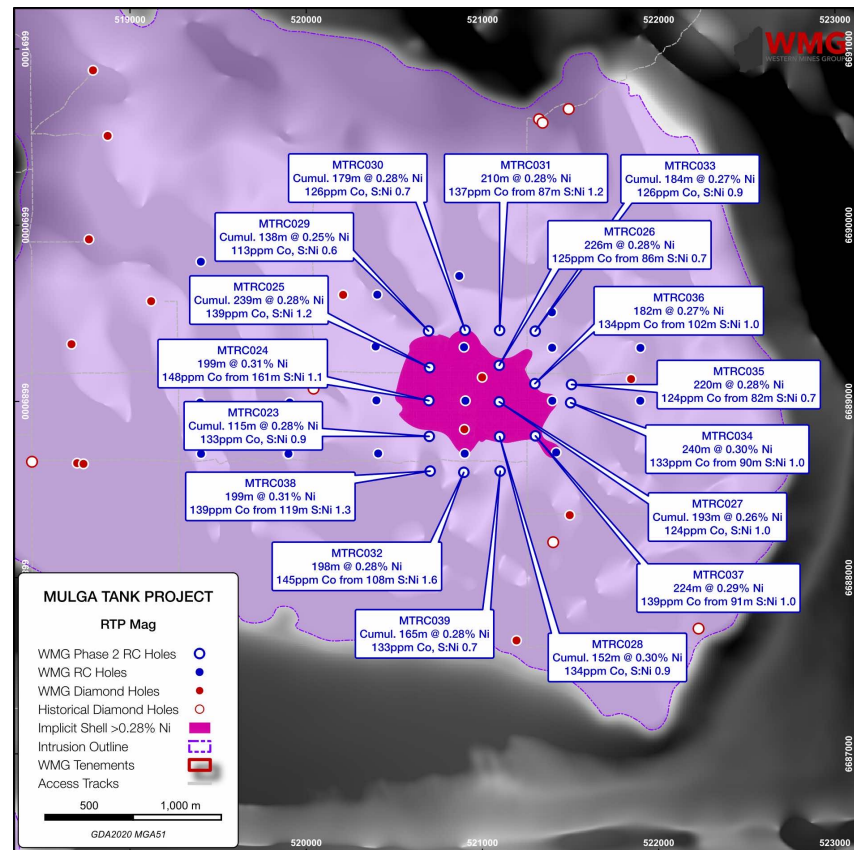 519000
520000
521000
522000
523000
6691000
6691000
WMG
WESTERN MINES GROUP
MTRC030
Cumul. 179m @ 0.28% Ni
126ppm Co, S:Ni 0.7
MTRC031
210m @ 0.28% Ni
137ppm Co from 87m S:Ni 1.2
MTRC033
Cumul. 184m @ 0.27% Ni
126ppm Co, S:Ni 0.9
6690000
6690000
MTRC029
Cumul. 138m @ 0.25% Ni
113ppm Co, S:Ni 0.6
MTRC026
226m @ 0.28% Ni
125ppm Co from 86m S:Ni 0.7
MTRC025
Cumul. 239m @ 0.28% Ni
139ppm Co, S:Ni 1.2
MTRC036
182m @ 0.27% Ni
134ppm Co from 102m S:Ni 1.0
MTRC024
199m @ 0.31% Ni
148ppm Co from 161m S:Ni 1.1
MTRC035
220m @ 0.28% Ni
124ppm Co from 82m S:Ni 0.7
6689000
6689000
MTRC023
Cumul. 115m @ 0.28% Ni
133ppm Co, S:Ni 0.9
MTRC034
240m @ 0.30% Ni
133ppm Co from 90m S:Ni 1.0
MTRC038
199m @ 0.31% Ni
139ppm Co from 119m S:Ni 1.3
MTRC027
Cumul. 193m @ 0.26% Ni
124ppm Co, S:Ni 1.0
MTRC032
198m @ 0.28% Ni
145ppm Co from 108m S:Ni 1.6
MTRC037
224m @ 0.29% Ni
139ppm Co from 91m S:Ni 1.0
6688000
MTRC039
Cumul. 165m @ 0.28% Ni
133ppm Co, S:Ni 0.7
MTRC028
Cumul. 152m @ 0.30% Ni
134ppm Co, S:Ni 0.9
6687000
MULGA TANK PROJECT
RTP Mag
WMG Phase 2 RC Holes
WMG RC Holes
WMG Diamond Holes
Historical Diamond Holes
Implicit Shell >0.28% Ni
Intrusion Outline
WMG Tenements
Access Tracks
500
1,000 m
GDA2020 MGA51
520000
521000
522000
523000